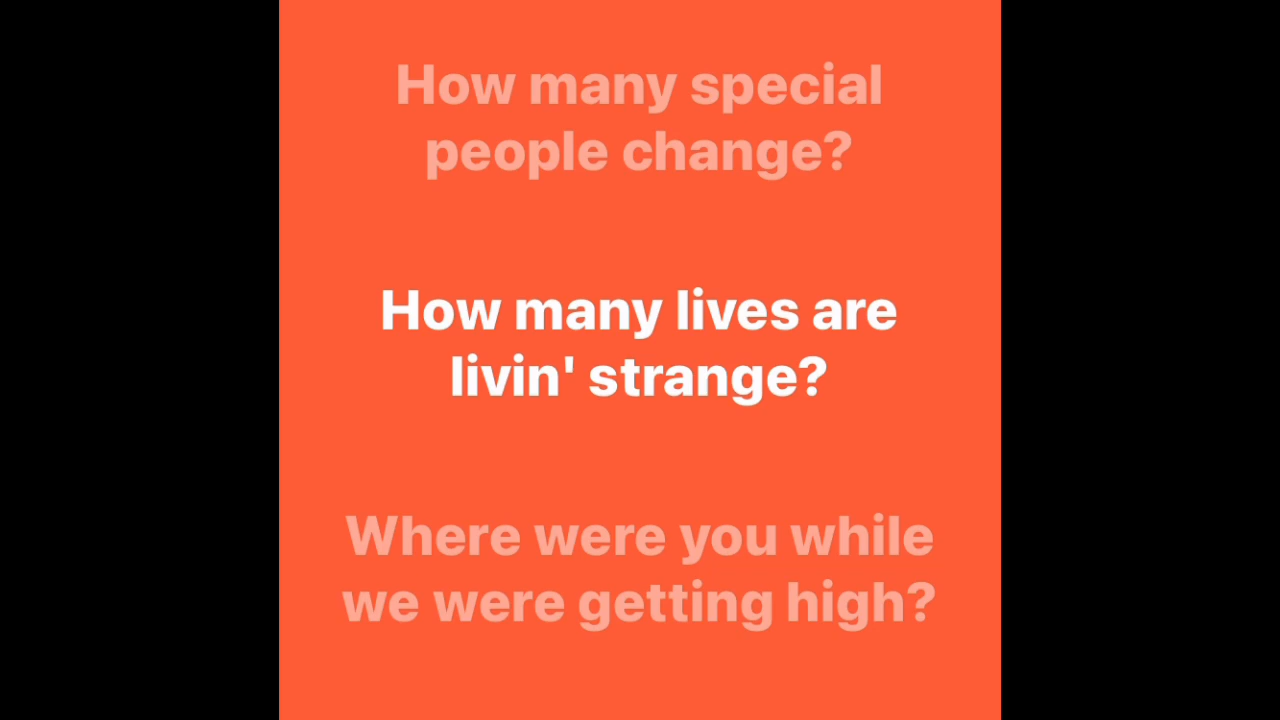 How many special
people change?
How many lives are
livin' strange?
Where were you while
we were getting high?